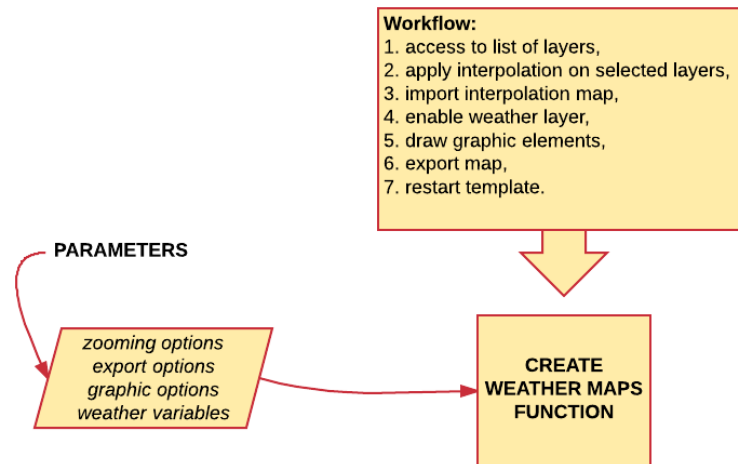 Workflow:
1. access to list of layers,
2. apply interpolation on selected layers,
3. import interpolation map,
4. enable weather layer,
5. draw graphic elements,
6. export map,
7. restart template.
PARAMETERS
zooming options
export options
graphic options
weather variables
CREATE
WEATHER MAPS
FUNCTION